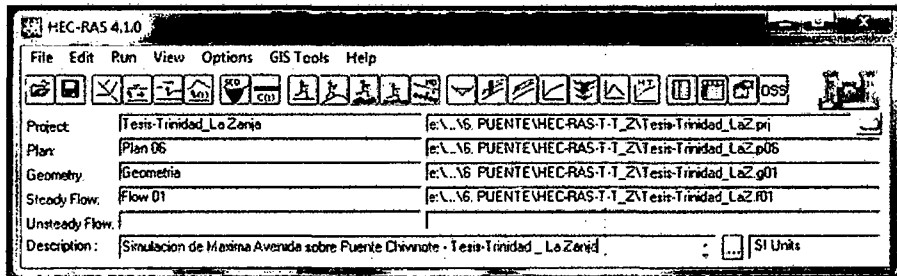 HEC-RAS 4.1.0
File Edit Run View Options GIS Tools Help
DSS
Project: Tesis-Trinidad_La Zanja e:\...\6. PUENTE\HEC-RAS-T-T_Z\Tesis-Trinidad_LaZ.prj
Plan: Plan 06 e:\...\6. PUENTE\HEC-RAS-T-T_Z\Tesis-Trinidad_LaZ.p06
Geometry: Geometria e:\...\6. PUENTE\HEC-RAS-T-T_Z\Tesis-Trinidad_LaZ.g01
Steady Flow: Flow 01 e:\...\6. PUENTE\HEC-RAS-T-T_Z\Tesis-Trinidad_LaZ.f01
Unsteady Flow:
Description: Simulacion de Maxima Avenida sobre Puente - Tesis-Trinidad _ La Zanja ... SI Units